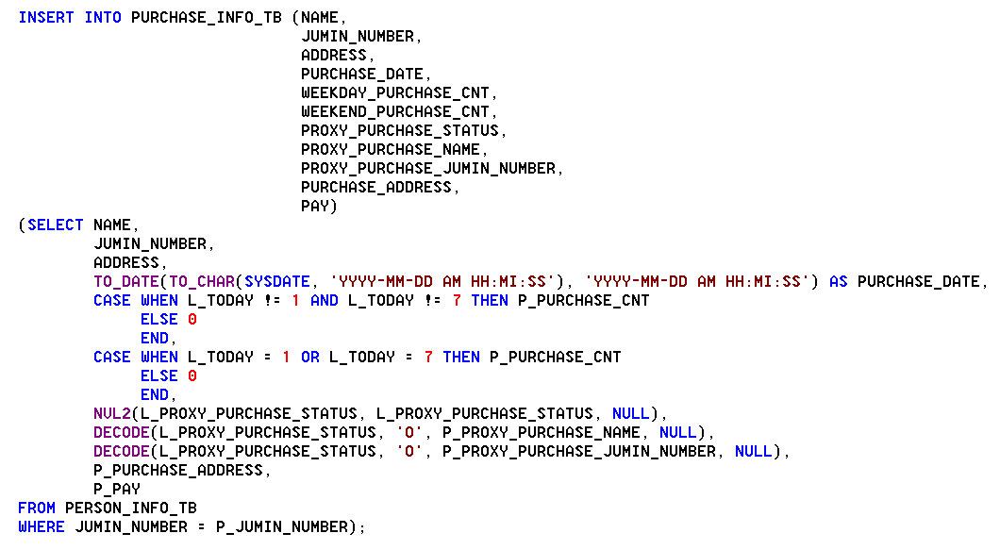 INSERT INTO PURCHASE_INFO_TB (NAME,
JUMIN_NUMBER,
ADDRESS,
PURCHASE_DATE,
WEEKDAY_PURCHASE_CNT,
WEEKEND_PURCHASE_CNT,
PROXY_PURCHASE_STATUS,
PROXY_PURCHASE_NAME,
PROXY_PURCHASE_JUMIN_NUMBER,
PURCHASE_ADDRESS,
PAY)
(SELECT NAME,
JUMIN_NUMBER,
ADDRESS,
TO_DATE(TO_CHAR(SYSDATE, 'YYYY-MM-DD AM HH:MI:SS'), 'YYYY-MM-DD AM HH:MI:SS') AS PURCHASE_DATE,
CASE WHEN L_TODAY != 1 AND L_TODAY != 7 THEN P_PURCHASE_CNT
ELSE 0
END,
CASE WHEN L_TODAY = 1 OR L_TODAY = 7 THEN P_PURCHASE_CNT
ELSE 0
END,
NVL2(L_PROXY_PURCHASE_STATUS, L_PROXY_PURCHASE_STATUS, NULL),
DECODE(L_PROXY_PURCHASE_STATUS, 'O', P_PROXY_PURCHASE_NAME, NULL),
DECODE(L_PROXY_PURCHASE_STATUS, 'O', P_PROXY_PURCHASE_JUMIN_NUMBER, NULL),
P_PURCHASE_ADDRESS,
P_PAY
FROM PERSON_INFO_TB
WHERE JUMIN_NUMBER = P_JUMIN_NUMBER);